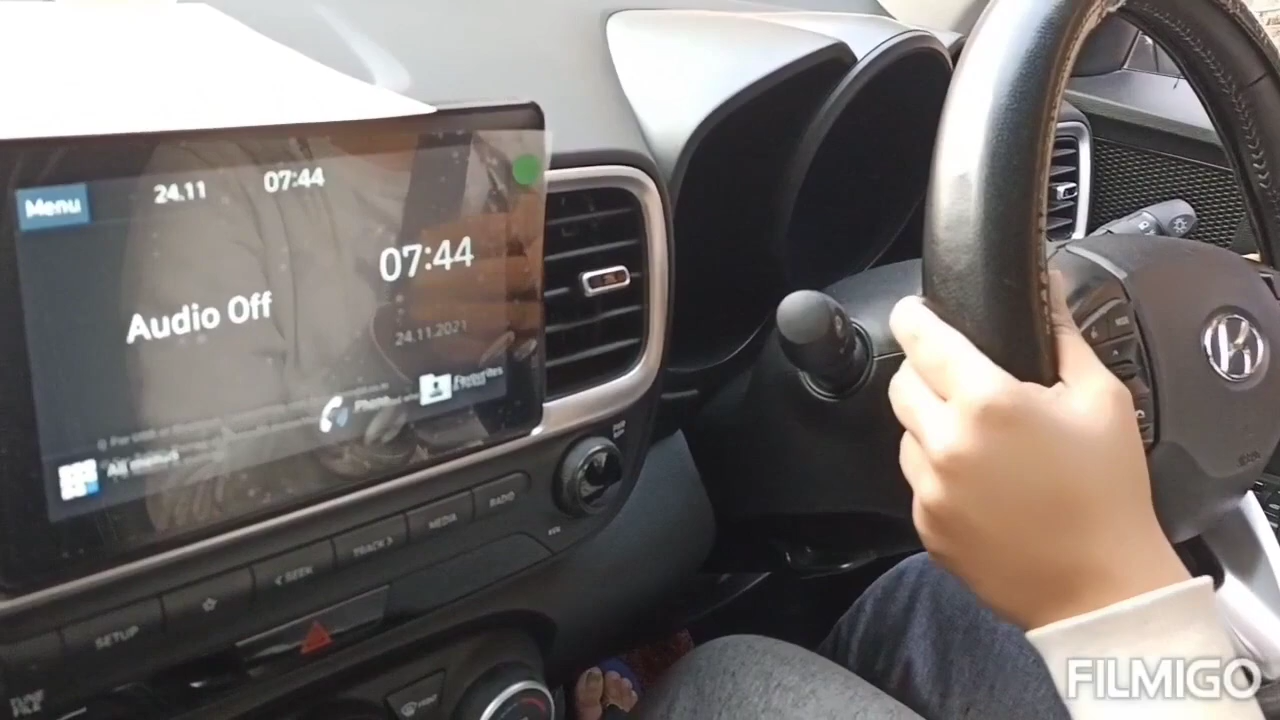 Menu
24.11
07:44
07:44
Audio Off
24.11.2021
Phone
Favourites
All menus
RADIO
MEDIA
TRACK >
< SEEK
SETUP
FILMIGO